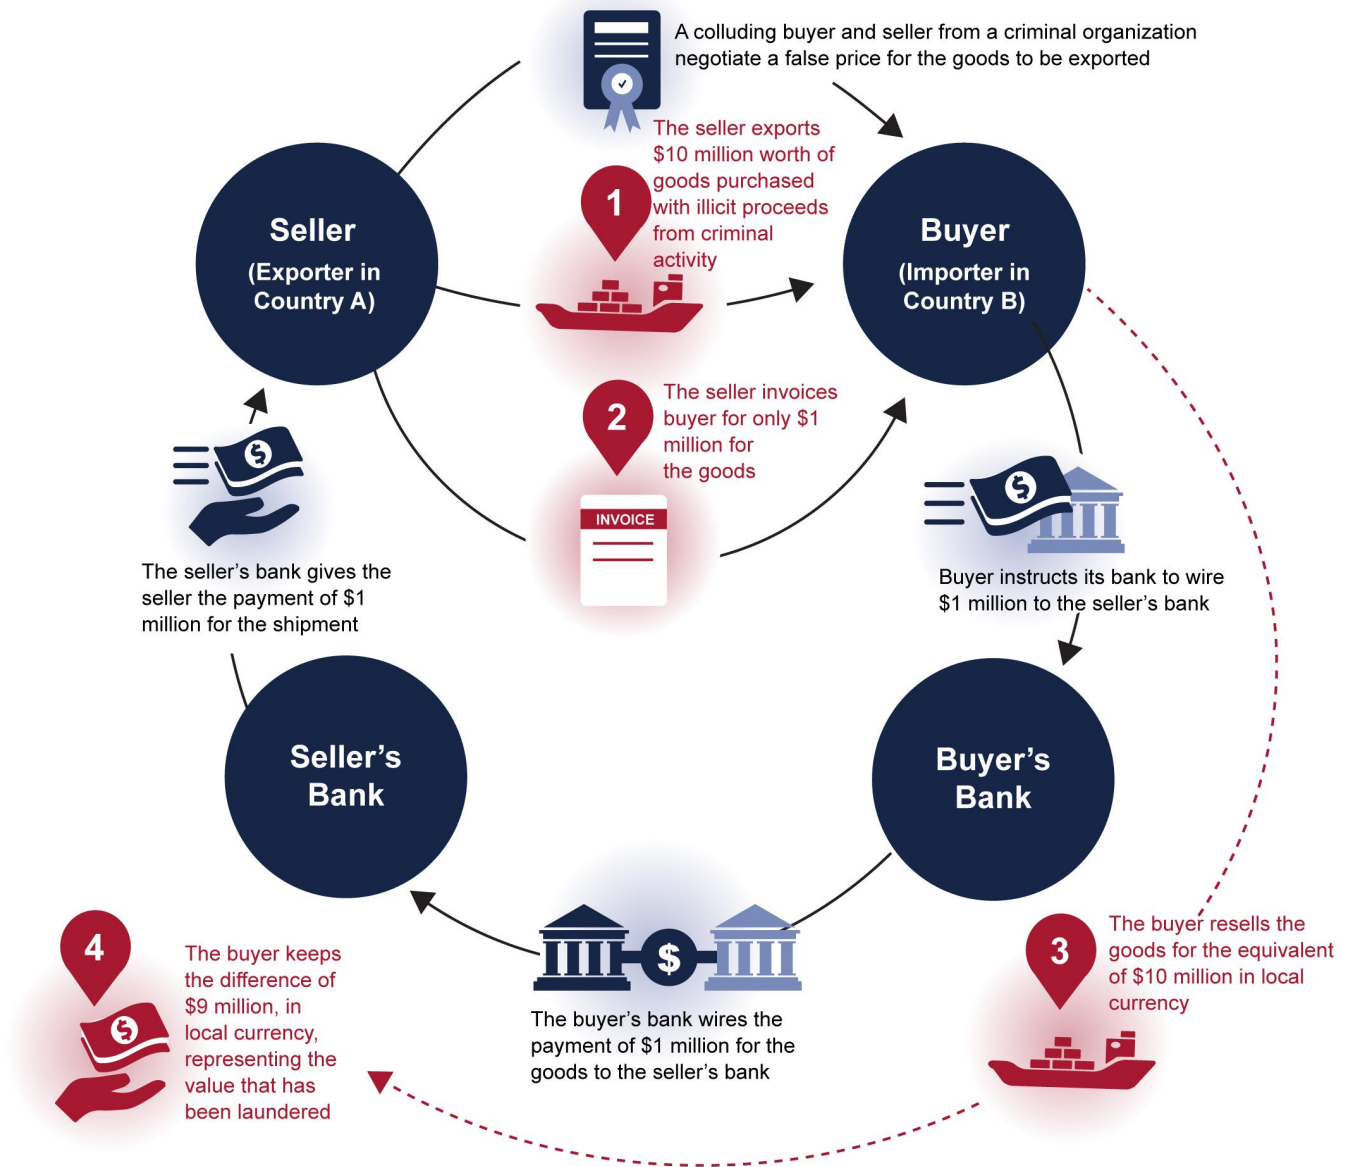 A colluding buyer and seller from a criminal organization
negotiate a false price for the goods to be exported
The seller exports
$10 million worth of
goods purchased
with illicit proceeds
from criminal
activity
1
Seller
(Exporter in
Country A)
Buyer
(Importer in
Country B)
2
The seller invoices
buyer for only $1
million for
the goods
INVOICE
$
The seller’s bank gives the
seller the payment of $1
million for the shipment
$
Buyer instructs its bank to wire
$1 million to the seller’s bank
Seller’s
Bank
Buyer’s
Bank
3
The buyer resells the
goods for the equivalent
of $10 million in local
currency
$
The buyer’s bank wires the
payment of $1 million for the
goods to the seller’s bank
4
$
The buyer keeps
the difference of
$9 million, in
local currency,
representing the
value that has
been laundered